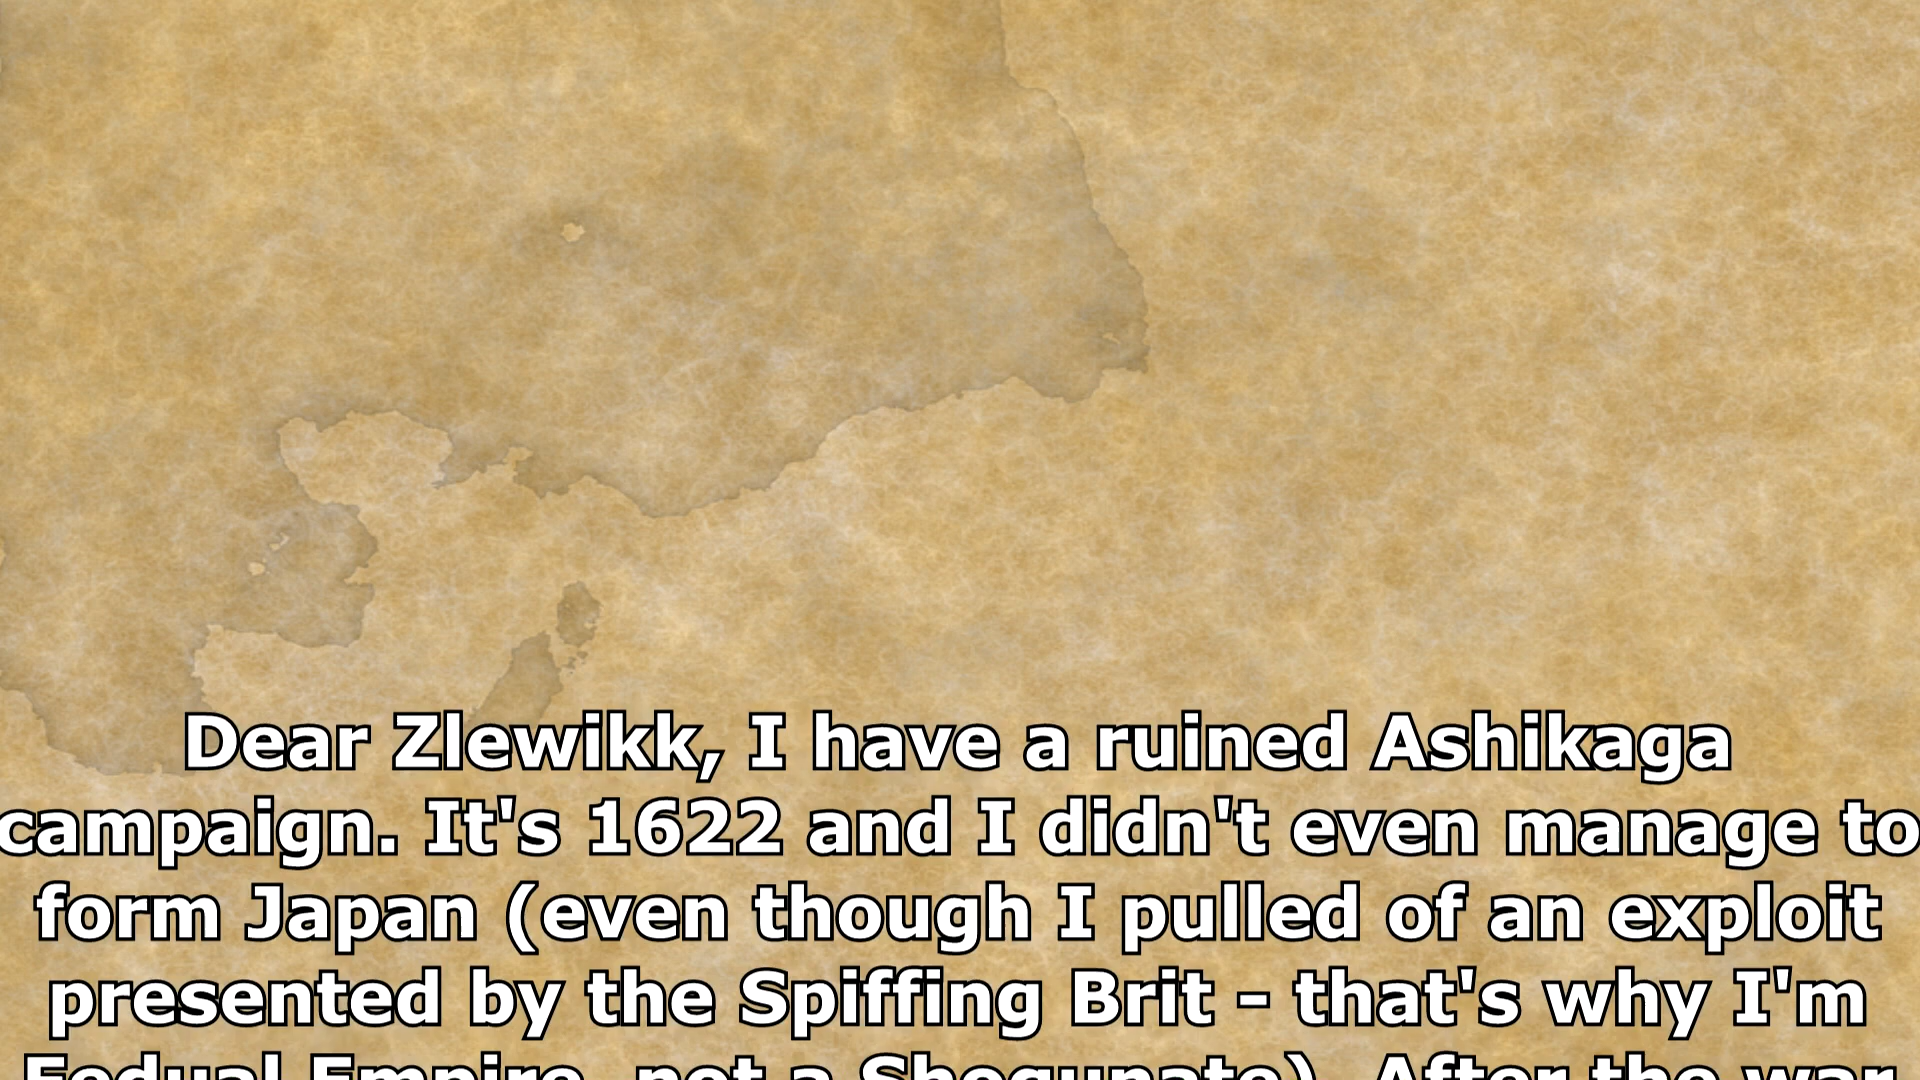 Dear Zlewikk, I have a ruined Ashikaga
campaign. It's 1622 and I didn't even manage to
form Japan (even though I pulled of an exploit
presented by the Spiffing Brit - that's why I'm
Fedual Empire, not a Shogunate). After the war